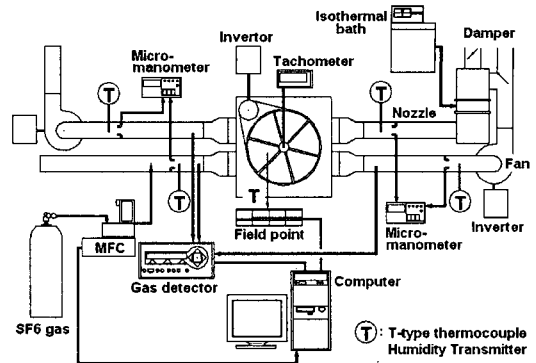 Isothermal
bath
Damper
Invertor
Micro-
manometer
Tachometer
T
T
Nozzle
Fan
T
T
T
Field point
Micro-
manometer
Inverter
MFC
Gas detector
Computer
SF6 gas
T : T-type thermocouple
Humidity Transmitter